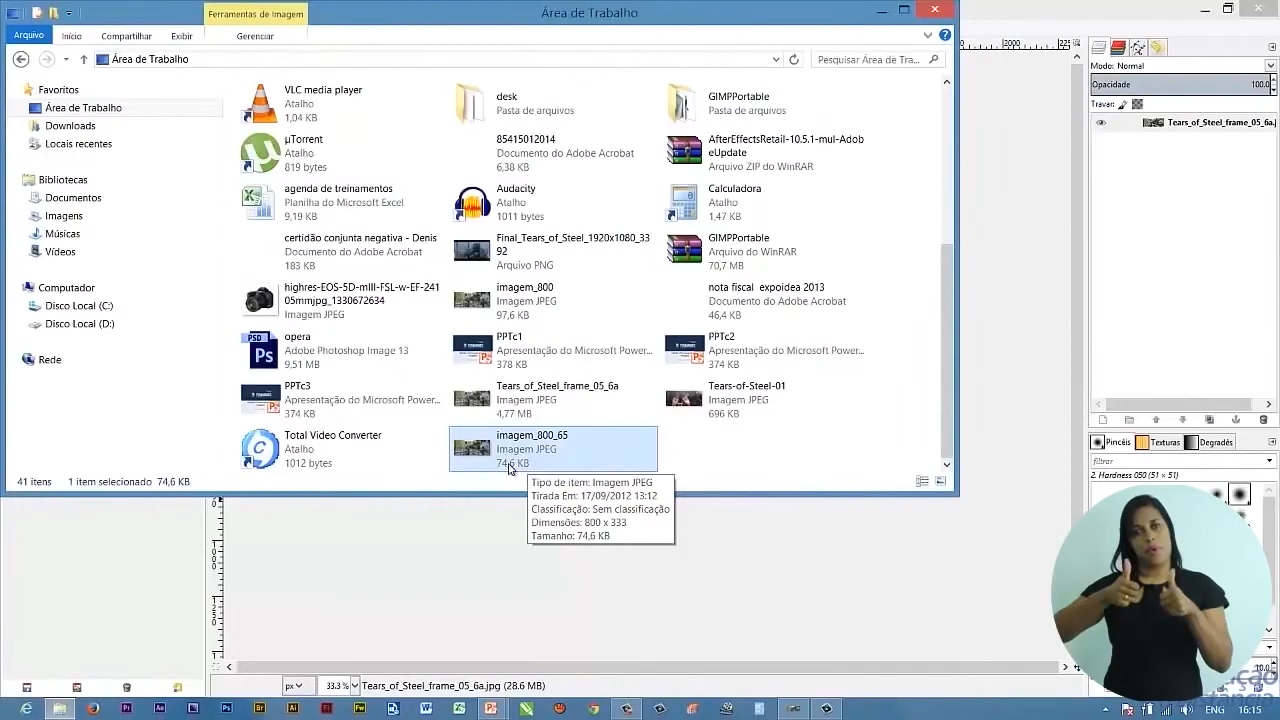 Ferramentas de Imagem
Área de Trabalho
Arquivo
Início
Compartilhar
Exibir
Gerenciar
Área de Trabalho
Pesquisar Área de Tra...
Favoritos
Área de Trabalho
Downloads
Locais recentes
Bibliotecas
Documentos
Imagens
Músicas
Vídeos
Computador
Disco Local (C:)
Disco Local (D:)
Rede
VLC media player
Atalho
1,04 KB
desk
Pasta de arquivos
GIMPPortable
Pasta de arquivos
µTorrent
Atalho
819 bytes
85415012014
Documento do Adobe Acrobat
6,38 KB
AfterEffectsRetail-10.5.1-mul-Adob
eUpdate
Arquivo ZIP do WinRAR
agenda de treinamentos
Planilha do Microsoft Excel
9,19 KB
Audacity
Atalho
1011 bytes
Calculadora
Atalho
1,47 KB
certidão conjunta negativa - Denis
Documento do Adobe Acrobat
183 KB
Final_Tears_of_Steel_1920x1080_33
92
Arquivo PNG
GIMPPortable
Arquivo do WinRAR
70,7 MB
highres-EOS-5D-mIII-FSL-w-EF-241
05mmjpg_1330672634
Imagem JPEG
imagem_800
Imagem JPEG
97,6 KB
nota fiscal expoidea 2013
Documento do Adobe Acrobat
46,4 KB
opera
Adobe Photoshop Image 13
9,51 MB
PPTc1
Apresentação do Microsoft Power...
378 KB
PPTc2
Apresentação do Microsoft Power...
374 KB
PPTc3
Apresentação do Microsoft Power...
374 KB
Tears_of_Steel_frame_05_6a
Imagem JPEG
4,77 MB
Tears-of-Steel-01
Imagem JPEG
696 KB
Total Video Converter
Atalho
1012 bytes
imagem_800_65
Imagem JPEG
74,6 KB
Tipo de item: Imagem JPEG
Tirada Em: 17/09/2012 13:12
Classificação: Sem classificação
Dimensões: 800 x 333
Tamanho: 74,6 KB
41 itens
1 item selecionado 74,6 KB
2000
225
Modo: Normal
Opacidade
100.0
Travar:
Tears_of_Steel_frame_05_6a.j
Pincéis
Texturas
Degradês
filtrar
2. Hardness 050 (51 × 51)
px
33.3 %
Tears_of_Steel_frame_05_6a.jpg (28.6 MB)
ENG
16:15